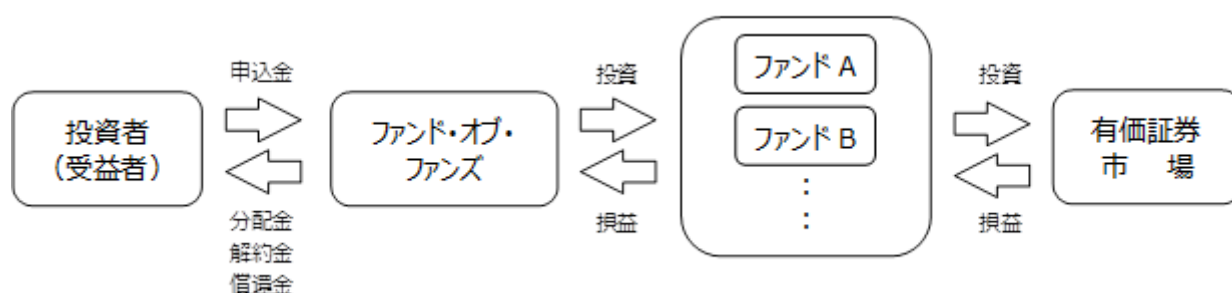 申込金
投資者
（受益者）
分配金
解約金
償還金
ファンド・オブ・
ファンズ
投資
損益
ファンド A
ファンド B
：
：
投資
損益
有価証券
市　場